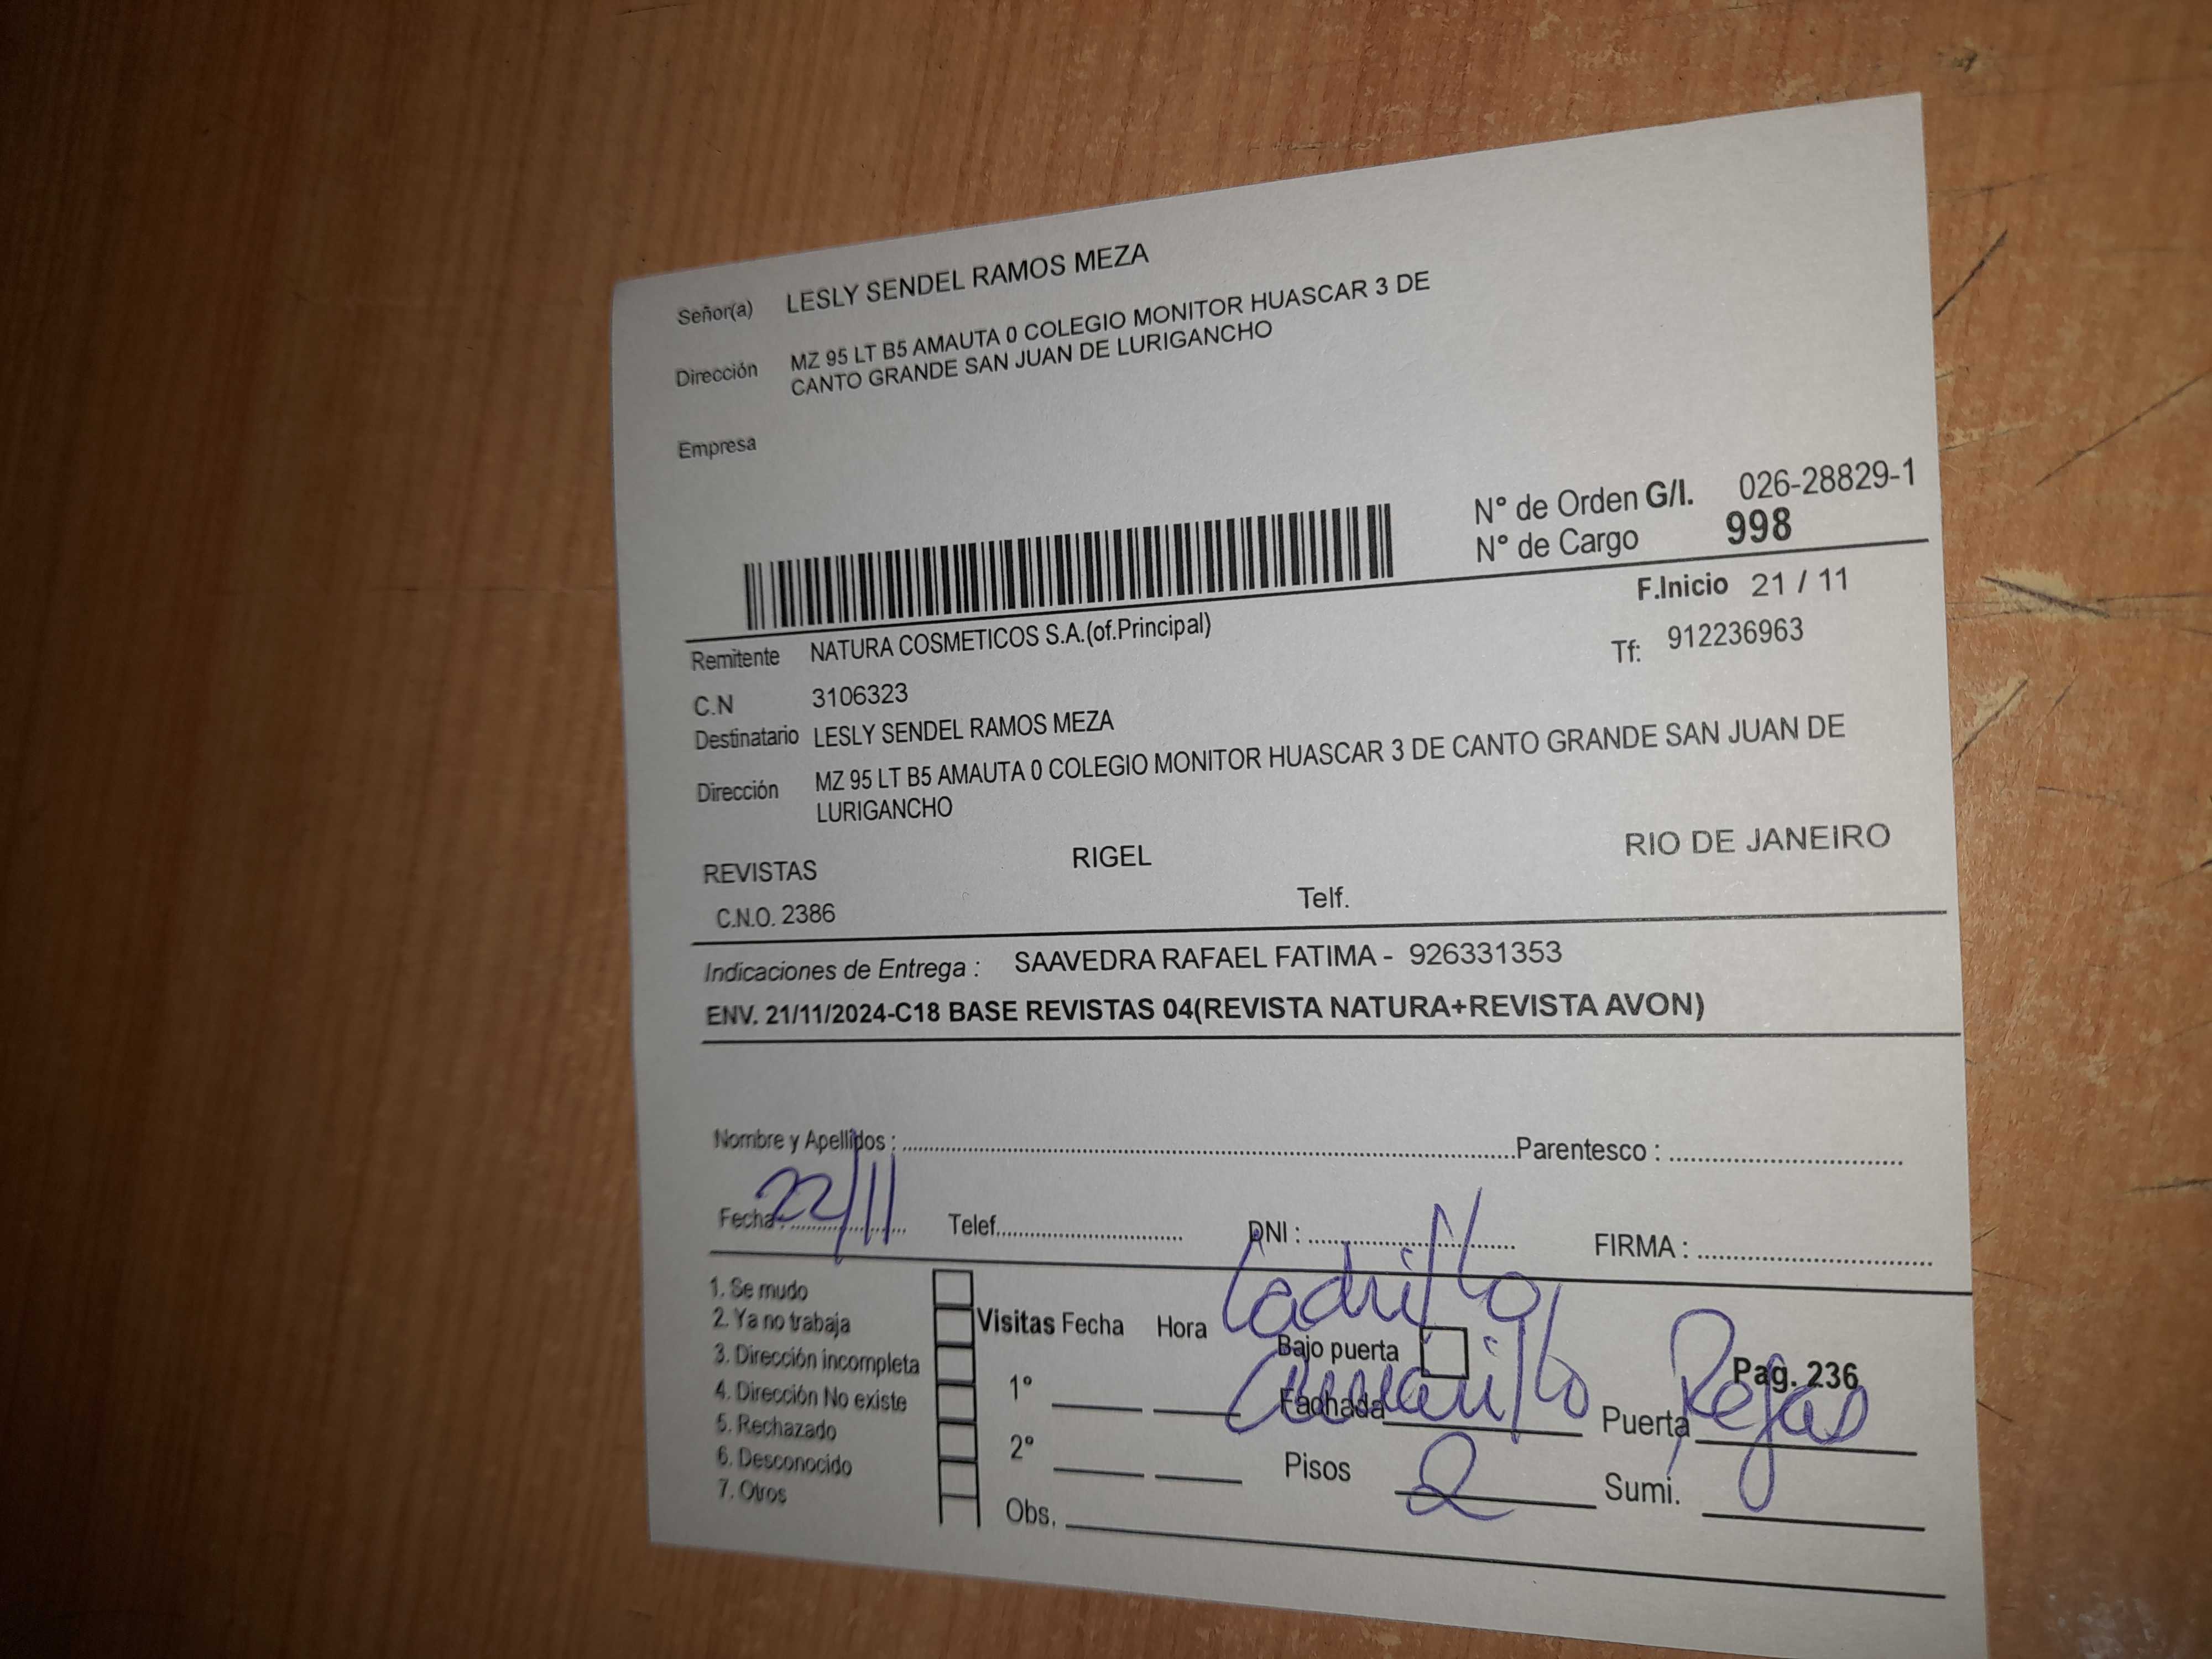 Señor(a) LESLY SENDEL RAMOS MEZA
Dirección MZ 95 LT B5 AMAUTA 0 COLEGIO MONITOR HUASCAR 3 DE
CANTO GRANDE SAN JUAN DE LURIGANCHO
Empresa
N° de Orden G/I. 026-28829-1
N° de Cargo 998
F.Inicio 21 / 11
Remitente NATURA COSMETICOS S.A.(of.Principal)
Tf: 912236963
C.N 3106323
Destinatario LESLY SENDEL RAMOS MEZA
Dirección MZ 95 LT B5 AMAUTA 0 COLEGIO MONITOR HUASCAR 3 DE CANTO GRANDE SAN JUAN DE
LURIGANCHO
REVISTAS RIGEL RIO DE JANEIRO
C.N.O. 2386 Telf.
Indicaciones de Entrega : SAAVEDRA RAFAEL FATIMA - 926331353
ENV. 21/11/2024-C18 BASE REVISTAS 04(REVISTA NATURA+REVISTA AVON)
Nombre y Apellidos : Parentesco :
Fecha : 22/11 Telef. DNI : FIRMA :
Ladrillo
1. Se mudo
2. Ya no trabaja Visitas Fecha Hora Bajo puerta
3. Dirección incompleta Pag. 236
4. Dirección No existe 1° Fachada Amarillo Puerta Rejas
5. Rechazado
6. Desconocido 2° Pisos 2 Sumi.
7. Otros Obs.